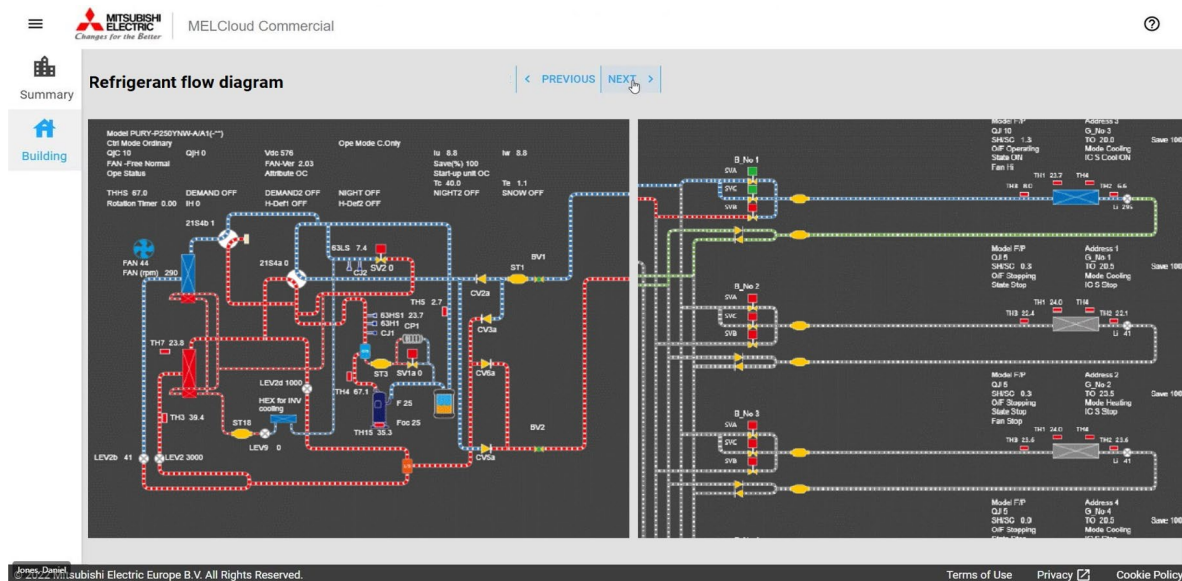 MITSUBISHI
ELECTRIC
Changes for the Better
MELCloud Commercial
Summary
Building
Refrigerant flow diagram
PREVIOUS
NEXT
Model PURY-P250YNW-A/A1(-**)
Ctrl Mode Ordinary
Ope Mode C.Only
QjC 10
QjH 0
Vdc 576
Iu 8.8
Iw 8.8
FAN -Free Normal
FAN-Ver 2.03
Save(%) 100
Ope Status
Attribute OC
Start-up unit OC
Tc 40.0
Te 1.1
THHS 67.0
DEMAND OFF
DEMAND2 OFF
NIGHT OFF
NIGHT2 OFF
SNOW OFF
Rotation Timer 0.00
IH 0
H-Def1 OFF
H-Def2 OFF
21S4b 1
FAN 44
FAN (rpm) 290
21S4a 0
63LS 7.4
CJ2
SV2 0
ST1
BV1
CV2a
TH5 2.7
63HS1 23.7
63H1
CP1
CJ1
CV3a
TH7 23.8
ST3
SV1a 0
CV6a
LEV2d 1000
TH4 67.1
HEX for INV
cooling
F 25
Foc 25
TH3 39.4
ST18
TH15 35.3
BV2
LEV9 0
CV5a
LEV2b 41
LEV2 3000
Model F/P
Address 3
QJ 10
G_No 3
SH/SC 1.3
TO 20.0
Save 100
O/F Operating
Mode Cooling
State ON
IC S Cool ON
Fan Hi
B_No 1
SVA
SVC
SVB
TH1 23.7
TH4
TH3 8.0
TH2 6.6
Model F/P
Address 1
QJ 5
G_No 1
SH/SC 0.3
TO 20.5
Save 100
O/F Stopping
Mode Cooling
State Stop
IC S Stop
B_No 2
SVA
SVC
SVB
TH1 24.0
TH4
TH3 22.4
TH2 22.1
Li 41
Model F/P
Address 2
QJ 5
G_No 2
SH/SC 0.3
TO 23.5
Save 100
O/F Stopping
Mode Heating
State Stop
IC S Stop
Fan Stop
B_No 3
SVA
SVC
SVB
TH1 24.0
TH4
TH3 23.6
TH2 23.6
Li 41
Model F/P
Address 4
QJ 5
G_No 4
SH/SC 0.0
TO 20.5
Save 100
O/F Stopping
Mode Cooling
Jones, Daniel
© 2022 Mitsubishi Electric Europe B.V. All Rights Reserved.
Terms of Use
Privacy
Cookie Policy